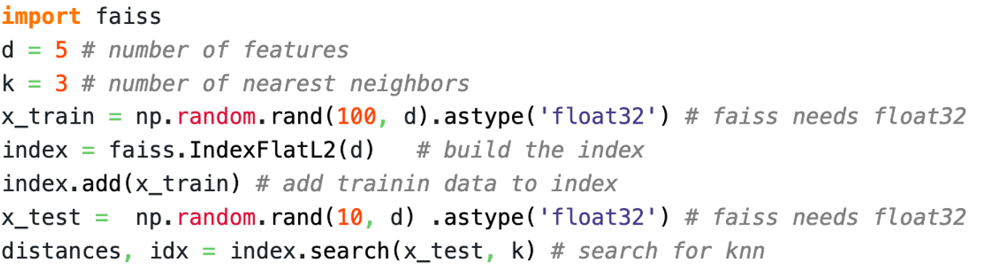 import faiss
d = 5 # number of features
k = 3 # number of nearest neighbors
x_train = np.random.rand(100, d).astype('float32') # faiss needs float32
index = faiss.IndexFlatL2(d)   # build the index
index.add(x_train) # add trainin data to index
x_test =  np.random.rand(10, d) .astype('float32') # faiss needs float32
distances, idx = index.search(x_test, k) # search for knn